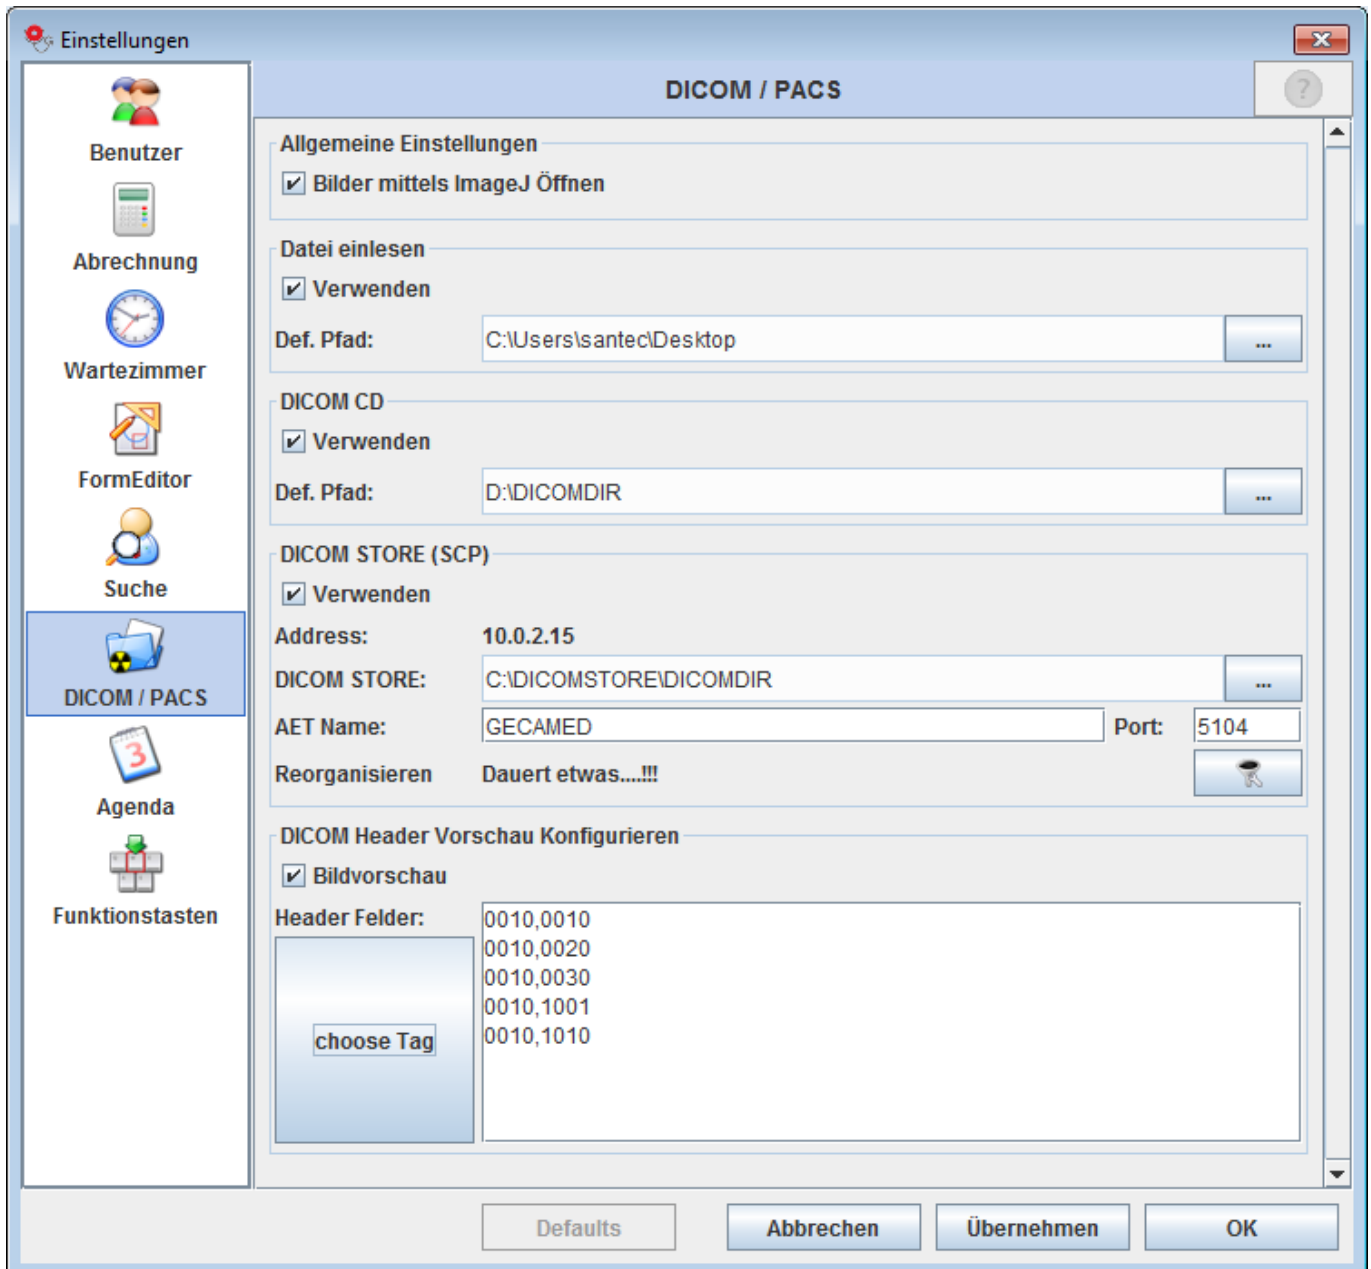 Einstellungen
DICOM / PACS
?
Benutzer
Abrechnung
Wartezimmer
FormEditor
Suche
DICOM / PACS
3
Agenda
Funktionstasten
Allgemeine Einstellungen
Bilder mittels ImageJ Öffnen
Datei einlesen
Verwenden
Def. Pfad: C:\Users\santec\Desktop ...
DICOM CD
Verwenden
Def. Pfad: D:\DICOMDIR ...
DICOM STORE (SCP)
Verwenden
Address: 10.0.2.15
DICOM STORE: C:\DICOMSTORE\DICOMDIR ...
AET Name: GECAMED Port: 5104
Reorganisieren Dauert etwas....!!!
DICOM Header Vorschau Konfigurieren
Bildvorschau
Header Felder:
choose Tag
0010,0010
0010,0020
0010,0030
0010,1001
0010,1010
Defaults Abbrechen Übernehmen OK